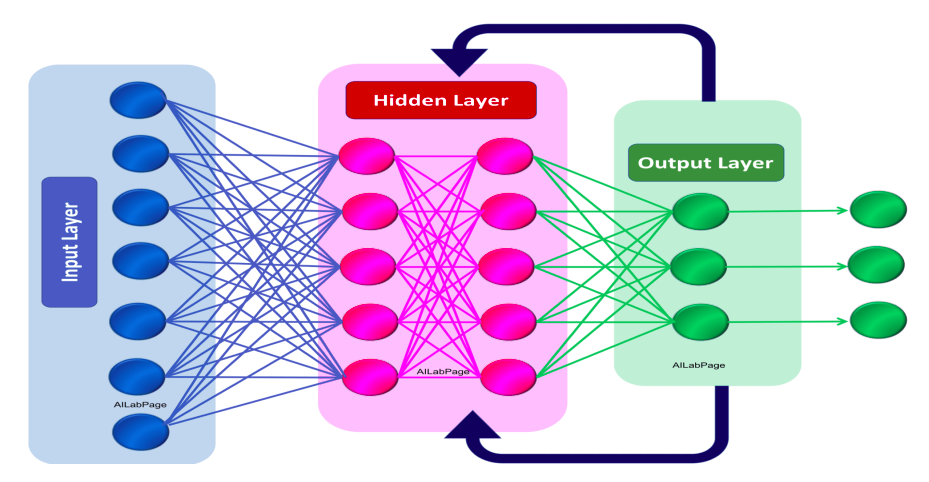 Input Layer
AILabPage
Hidden Layer
AILabPage
Output Layer
AILabPage